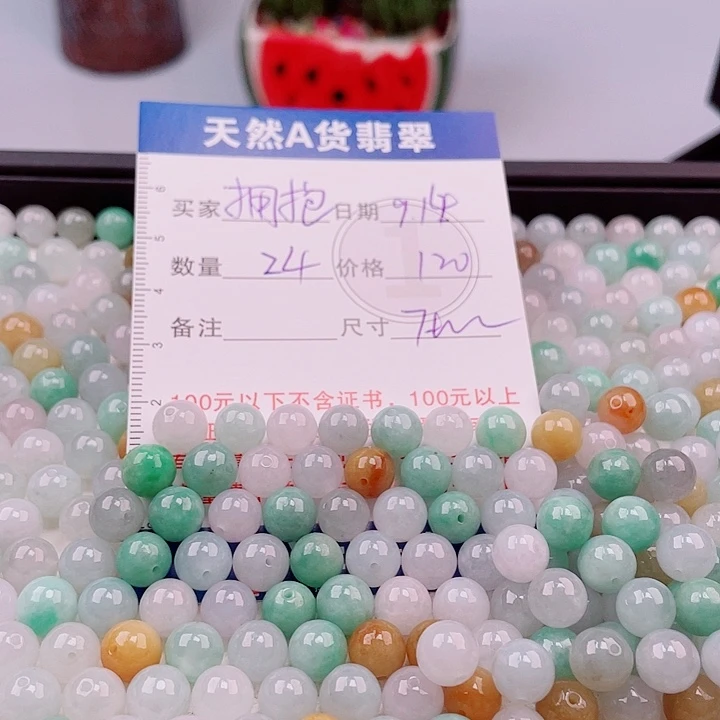 天然A货翡翠
买家 拥抱 日期 9.14
数量 24 价格 120
备注 尺寸 7mm
100元以下不含证书，100元以上